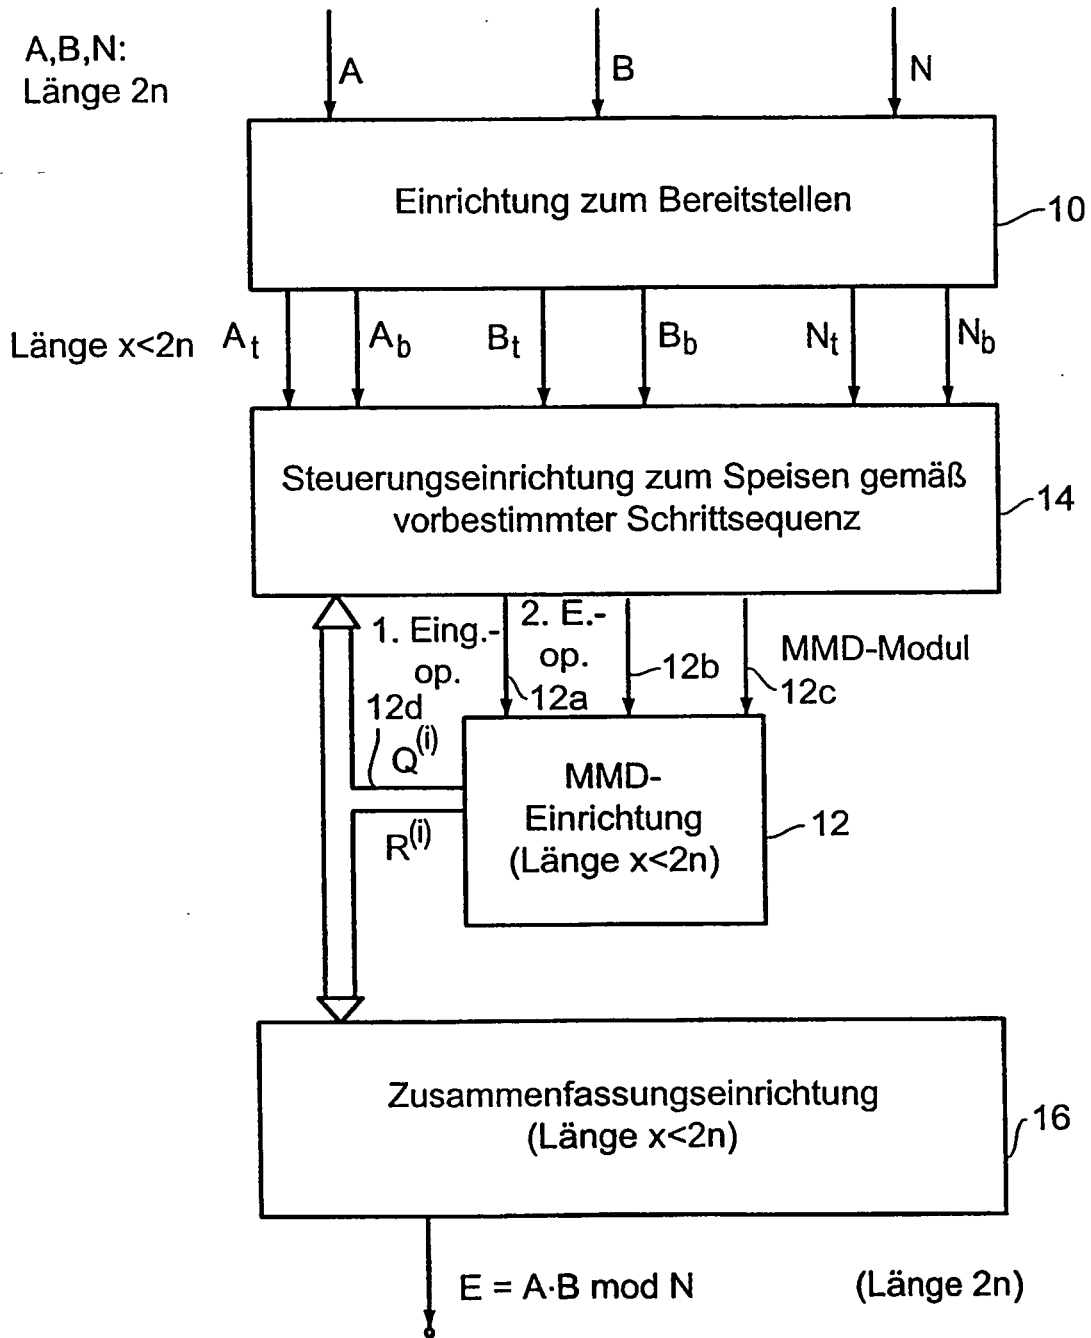 A,B,N:
Länge 2n
A
B
N
Einrichtung zum Bereitstellen
10
Länge x<2n
A_t
A_b
B_t
B_b
N_t
N_b
Steuerungseinrichtung zum Speisen gemäß
vorbestimmter Schrittsequenz
14
1. Eing.-
op.
12a
2. E.-
op.
12b
MMD-Modul
12c
12d
Q^(i)
R^(i)
MMD-
Einrichtung
(Länge x<2n)
12
Zusammenfassungseinrichtung
(Länge x<2n)
16
E = A·B mod N
(Länge 2n)